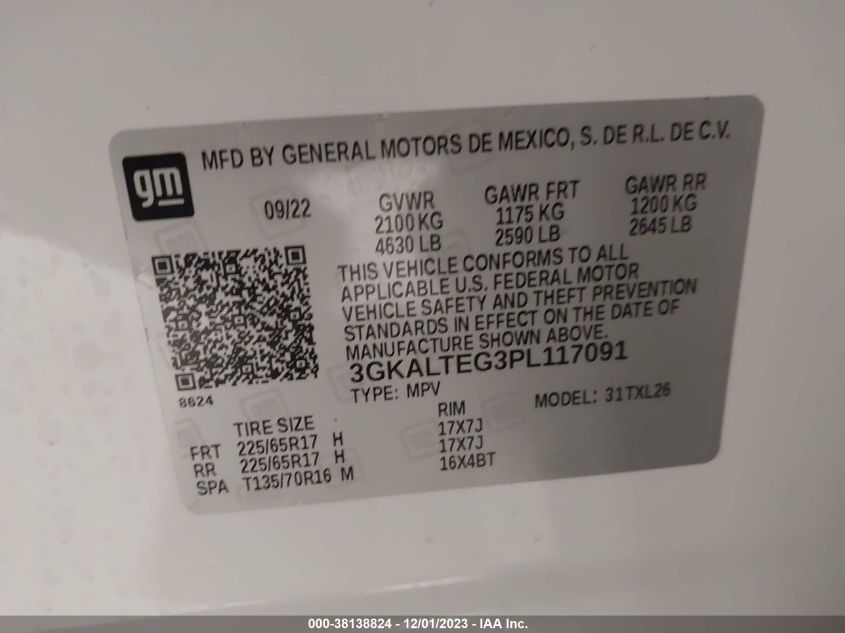 gm
MFD BY GENERAL MOTORS DE MEXICO, S. DE R.L. DE C.V.
09/22
GVWR GAWR FRT GAWR RR
2100 KG 1175 KG 1200 KG
4630 LB 2590 LB 2645 LB
THIS VEHICLE CONFORMS TO ALL
APPLICABLE U.S. FEDERAL MOTOR
VEHICLE SAFETY AND THEFT PREVENTION
STANDARDS IN EFFECT ON THE DATE OF
MANUFACTURE SHOWN ABOVE.
3GKALTEG3PL117091
8624
TYPE: MPV MODEL: 31TXL26
TIRE SIZE RIM
FRT 225/65R17 H 17X7J
RR 225/65R17 H 17X7J
SPA T135/70R16 M 16X4BT
000-38138824 - 12/01/2023 - IAA Inc.